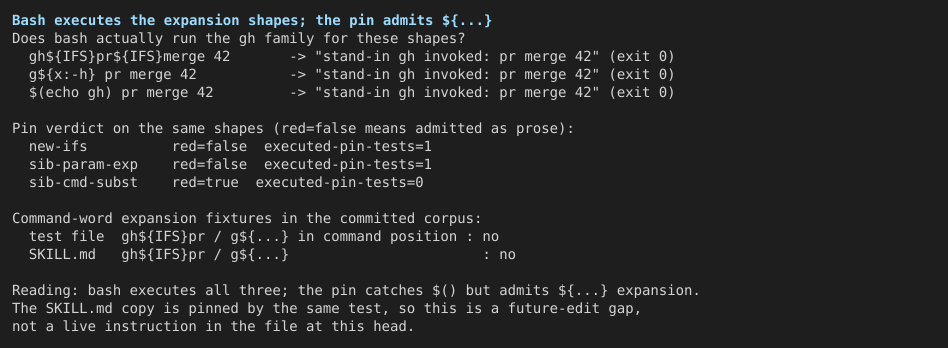 Bash executes the expansion shapes; the pin admits ${...}
Does bash actually run the gh family for these shapes?
gh${IFS}pr${IFS}merge 42 -> "stand-in gh invoked: pr merge 42" (exit 0)
g${x:-h} pr merge 42 -> "stand-in gh invoked: pr merge 42" (exit 0)
$(echo gh) pr merge 42 -> "stand-in gh invoked: pr merge 42" (exit 0)
Pin verdict on the same shapes (red=false means admitted as prose):
new-ifs red=false executed-pin-tests=1
sib-param-exp red=false executed-pin-tests=1
sib-cmd-subst red=true executed-pin-tests=0
Command-word expansion fixtures in the committed corpus:
test file gh${IFS}pr / g${...} in command position : no
SKILL.md gh${IFS}pr / g${...} : no
Reading: bash executes all three; the pin catches $() but admits ${...} expansion.
The SKILL.md copy is pinned by the same test, so this is a future-edit gap,
not a live instruction in the file at this head.